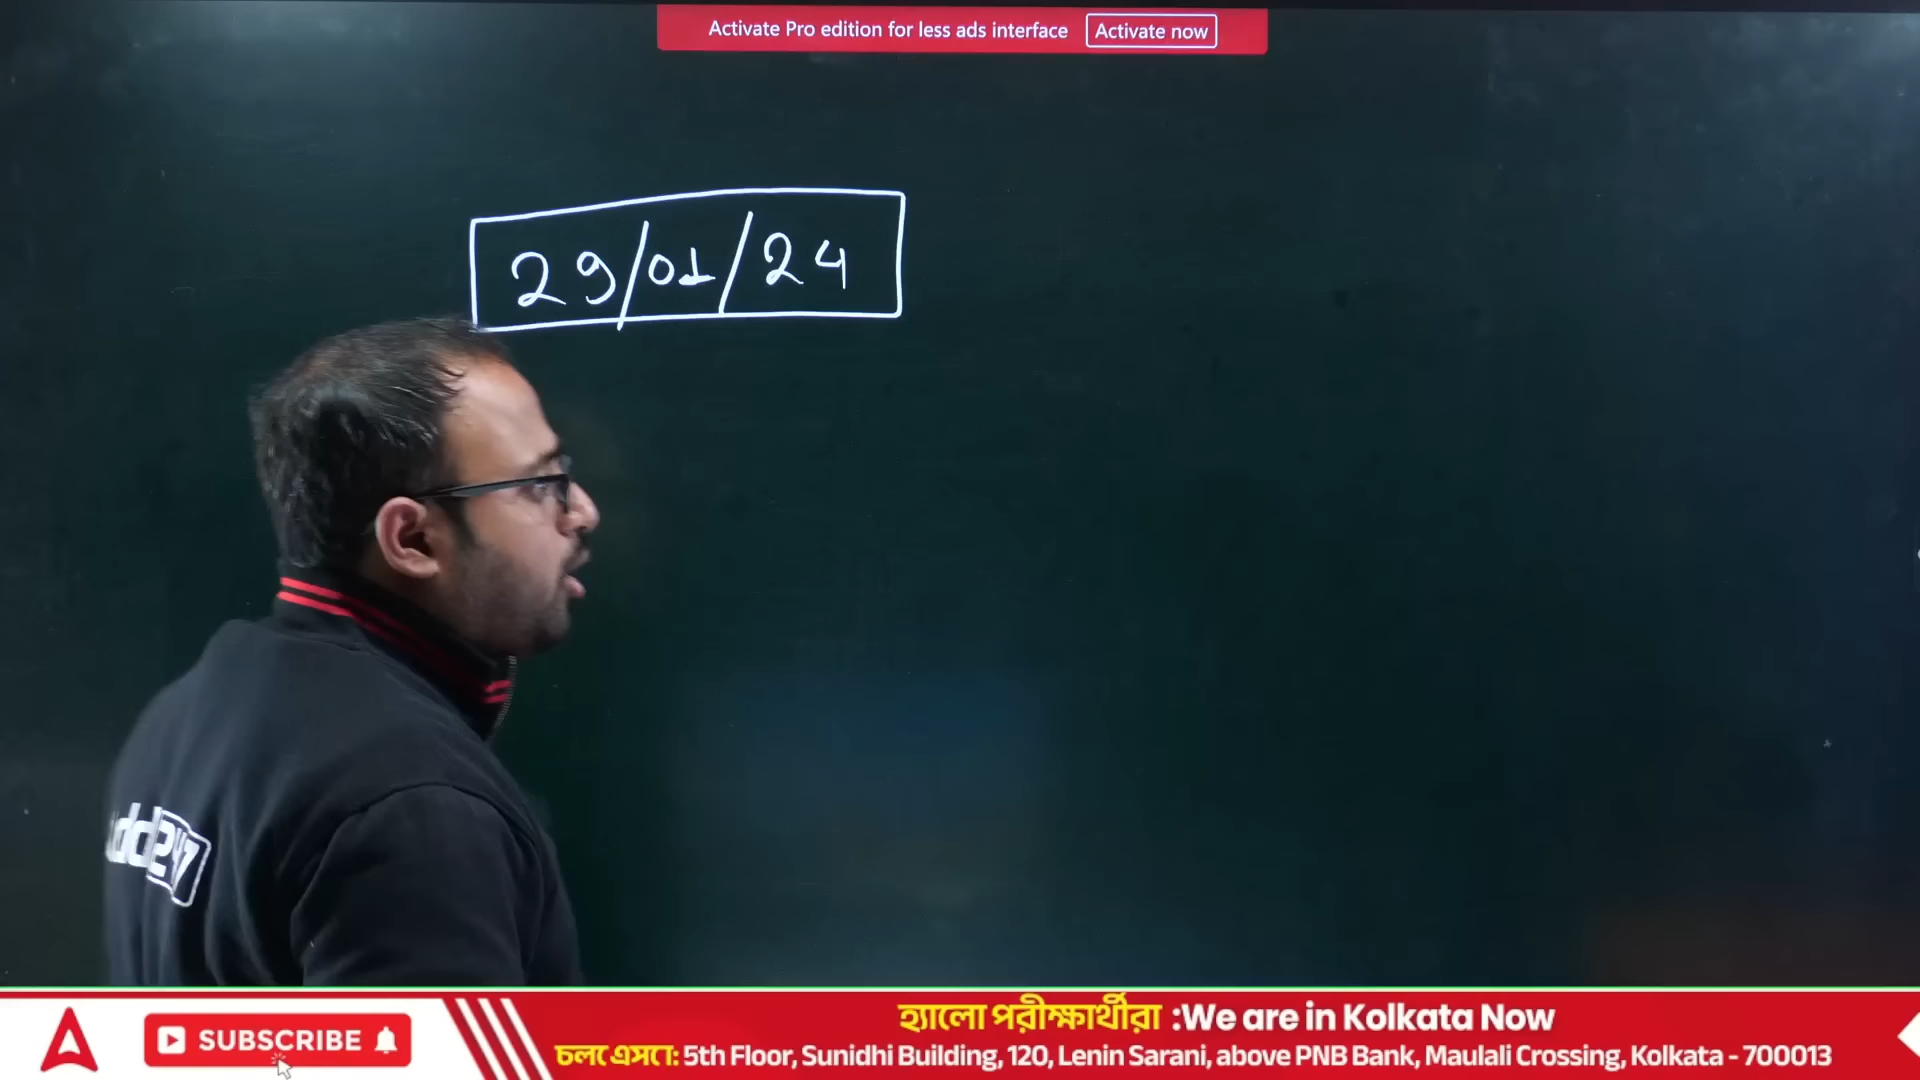 Activate Pro edition for less ads interface Activate now
29/01/24
add247
SUBSCRIBE
হ্যালো পরীক্ষার্থীরা :We are in Kolkata Now
চলে এসো: 5th Floor, Sunidhi Building, 120, Lenin Sarani, above PNB Bank, Maulali Crossing, Kolkata - 700013